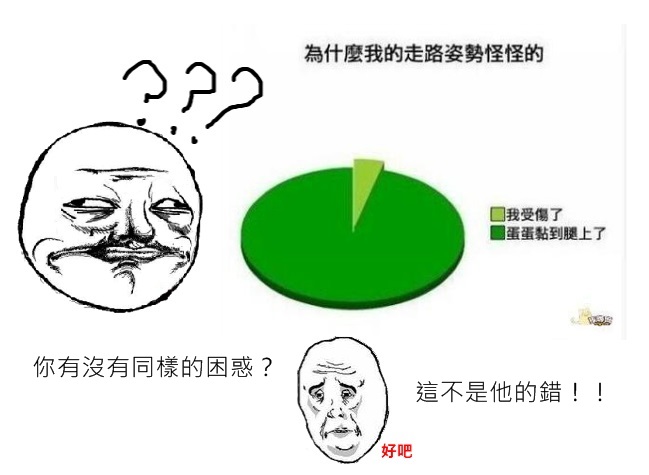 為什麼我的走路姿勢怪怪的
???
我受傷了
蛋蛋黏到腿上了
你有沒有同樣的困惑？
這不是他的錯！！
好吧